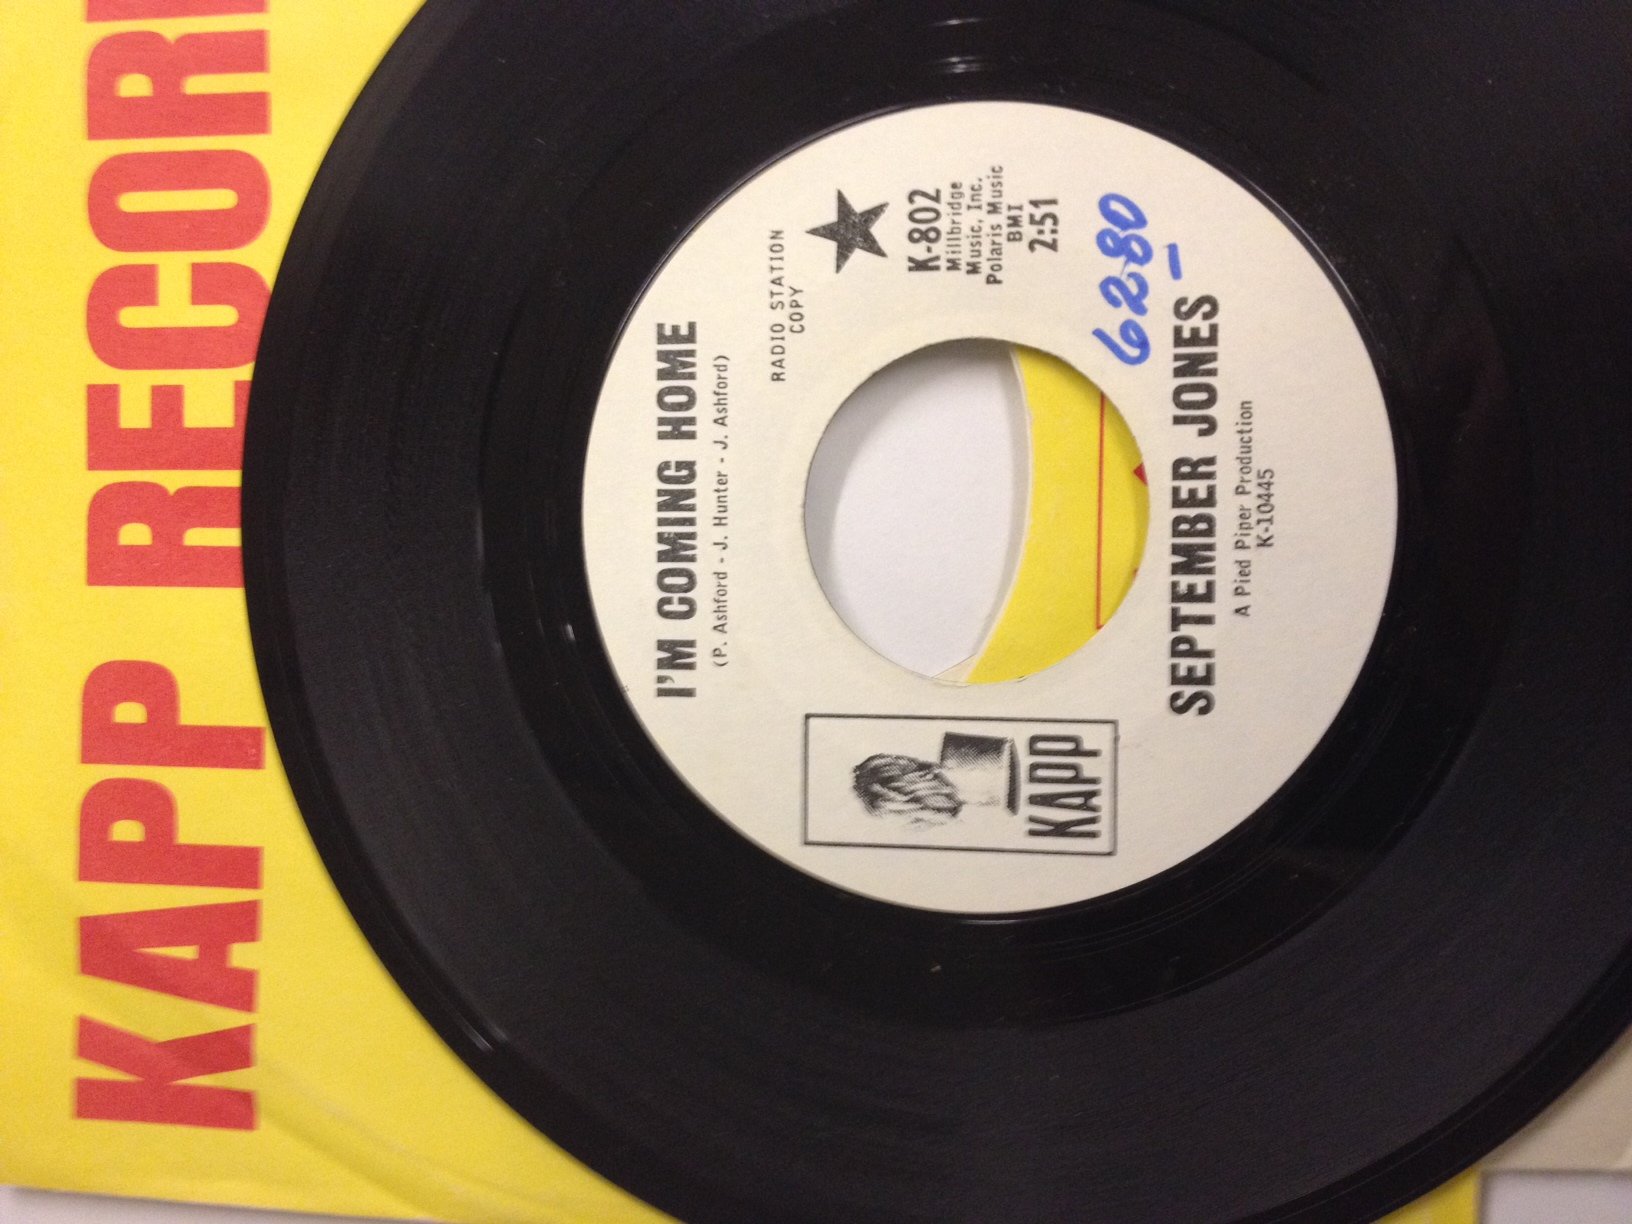 KAPP RECOR
I'M COMING HOME
(P. Ashford - J. Hunter - J. Ashford)
RADIO STATION
COPY
KAPP
K-802
Millbridge
Music, Inc.
Polaris Music
BMI
2:51
6280
SEPTEMBER JONES
A Pied Piper Production
K-10445